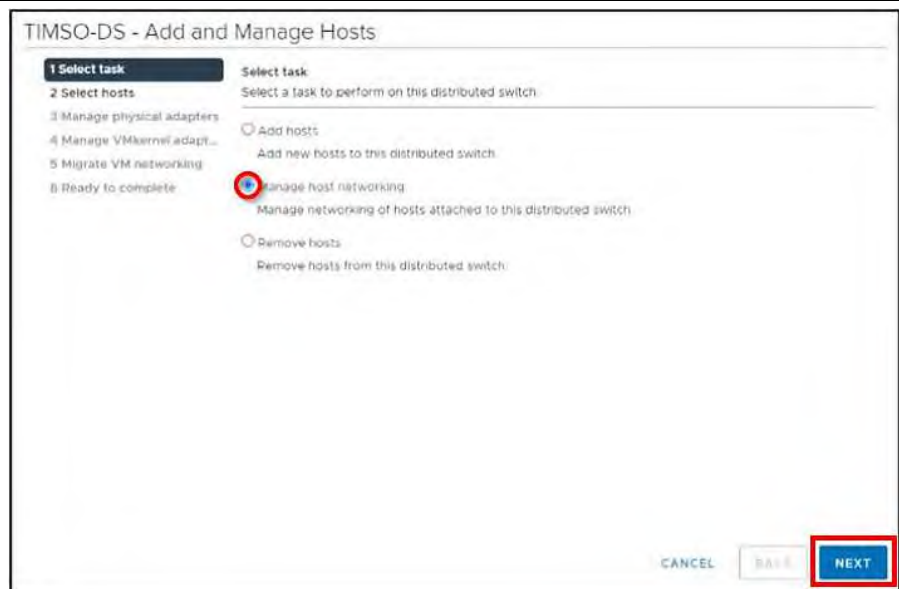 TIMSO-DS - Add and Manage Hosts
1 Select task
2 Select hosts
3 Manage physical adapters
4 Manage VMkernel adapt...
5 Migrate VM networking
6 Ready to complete
Select task
Select a task to perform on this distributed switch.
Add hosts
Add new hosts to this distributed switch.
Manage host networking
Manage networking of hosts attached to this distributed switch.
Remove hosts
Remove hosts from this distributed switch.
CANCEL
BACK
NEXT